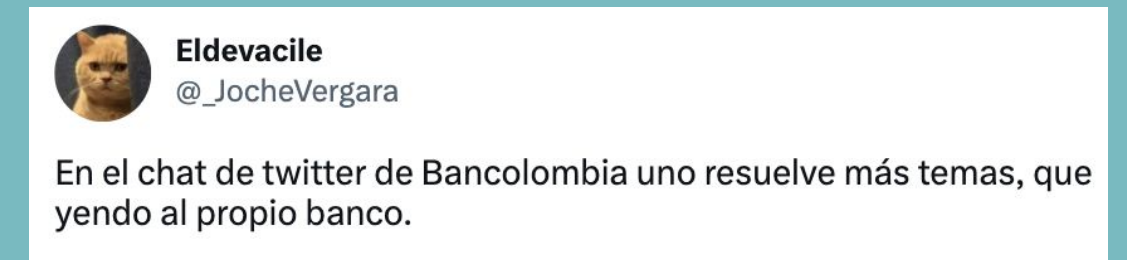 Eldevacile
@_JocheVergara
En el chat de twitter de Bancolombia uno resuelve más temas, que
yendo al propio banco.